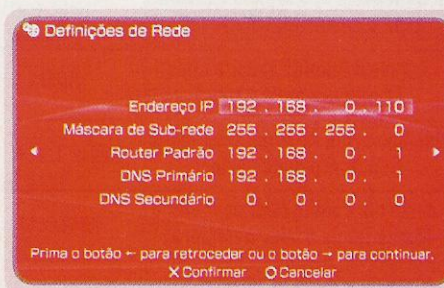 Definições de Rede
Endereço IP 192 . 168 . 0 . 110
Máscara de Sub-rede 255 . 255 . 255 . 0
Router Padrão 192 . 168 . 0 . 1
DNS Primário 192 . 168 . 0 . 1
DNS Secundário 0 . 0 . 0 . 0
Prima o botão ← para retroceder ou o botão → para continuar.
X Confirmar O Cancelar